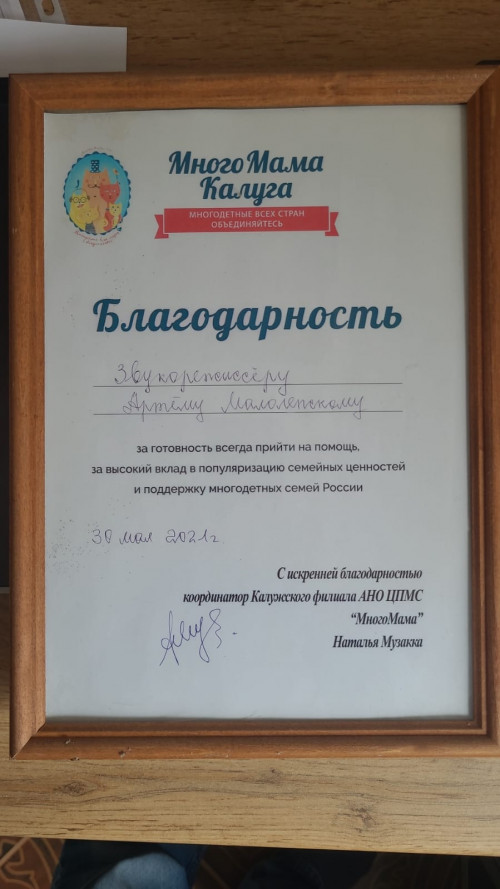 МногоМама
Калуга
МНОГОДЕТНЫЕ ВСЕХ СТРАН
ОБЪЕДИНЯЙТЕСЬ
Благодарность
Звукорежиссёру
Артёму Малолепскому
за готовность всегда прийти на помощь,
за высокий вклад в популяризацию семейных ценностей
и поддержку многодетных семей России
30 мая 2021г
С искренней благодарностью
координатор Калужского филиала АНО ЦПМС
“МногоМама”
Наталья Музакка